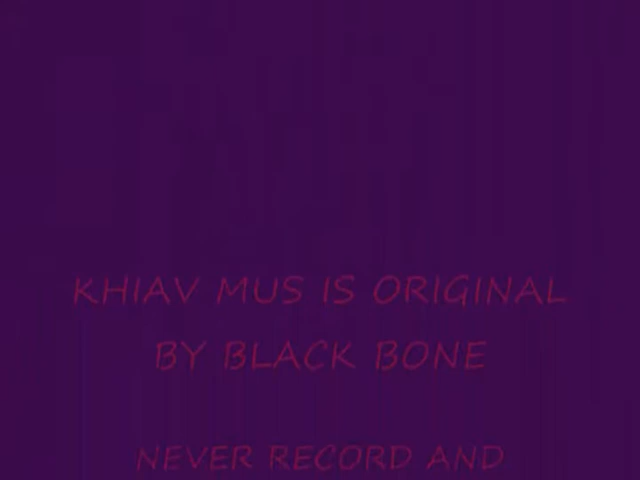 KHIAV MUS IS ORIGINAL
BY BLACK BONE
NEVER RECORD AND